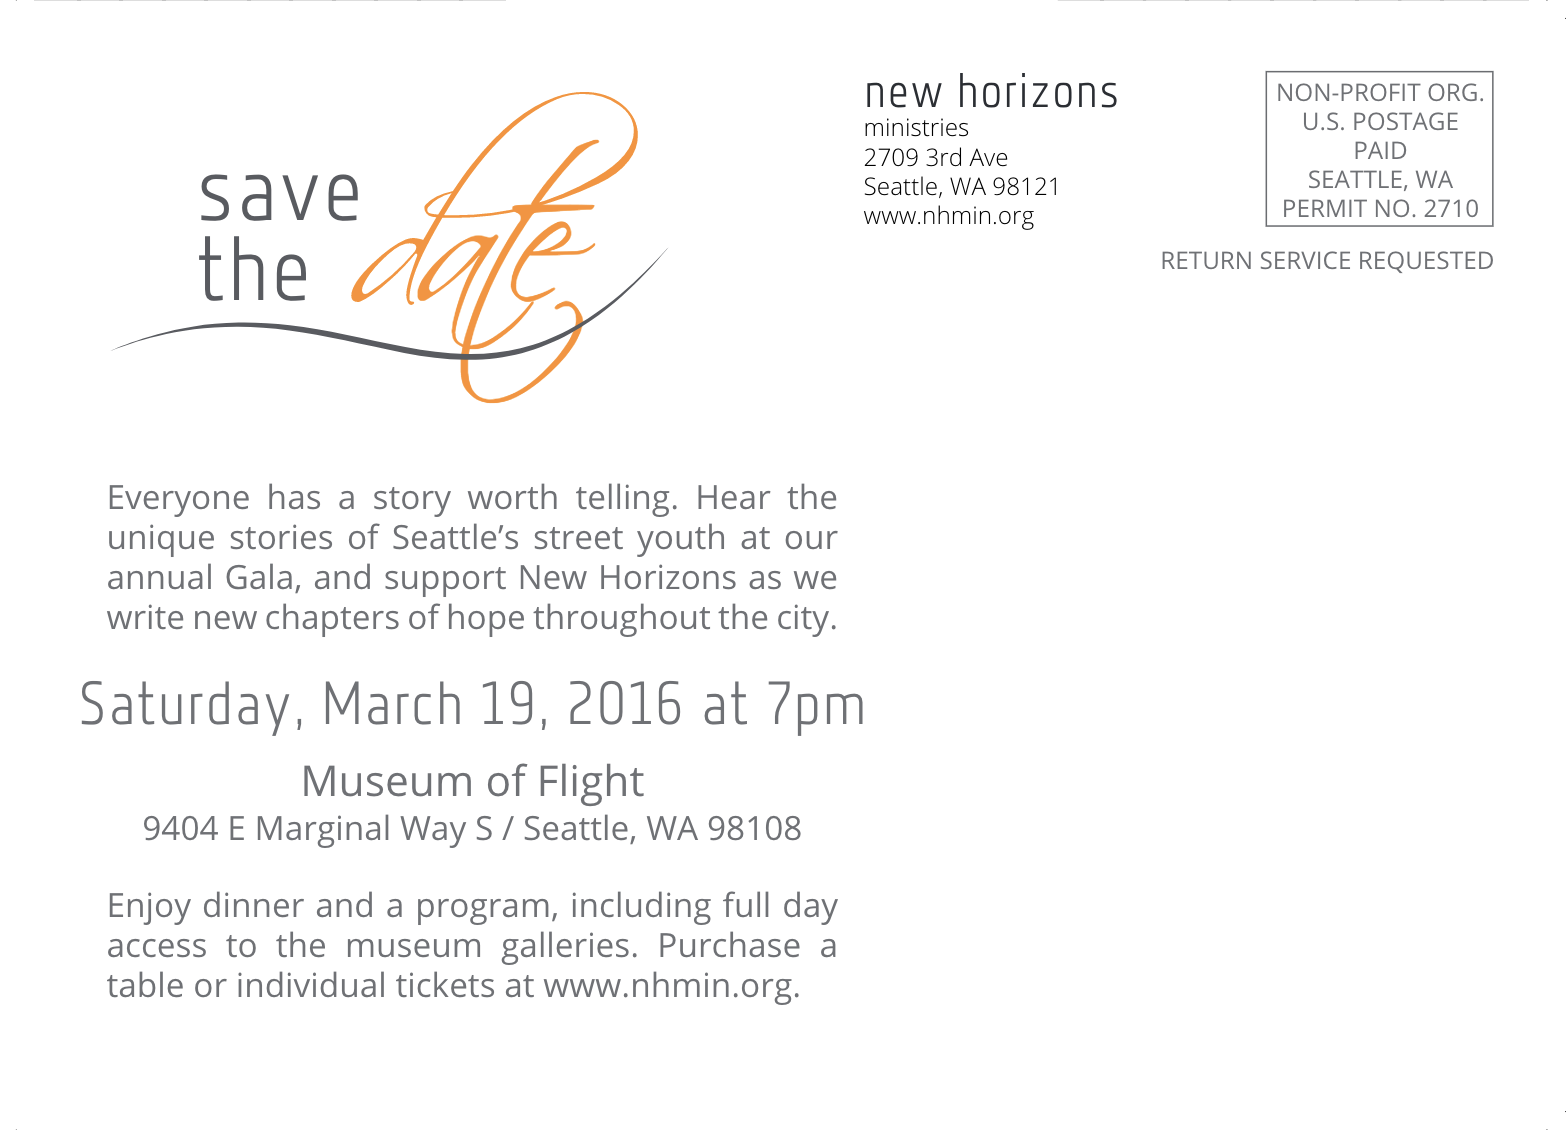 save
the date
new horizons
ministries
2709 3rd Ave
Seattle, WA 98121
www.nhmin.org
NON-PROFIT ORG.
U.S. POSTAGE
PAID
SEATTLE, WA
PERMIT NO. 2710
RETURN SERVICE REQUESTED
Everyone has a story worth telling. Hear the
unique stories of Seattle’s street youth at our
annual Gala, and support New Horizons as we
write new chapters of hope throughout the city.
Saturday, March 19, 2016 at 7pm
Museum of Flight
9404 E Marginal Way S / Seattle, WA 98108
Enjoy dinner and a program, including full day
access to the museum galleries. Purchase a
table or individual tickets at www.nhmin.org.